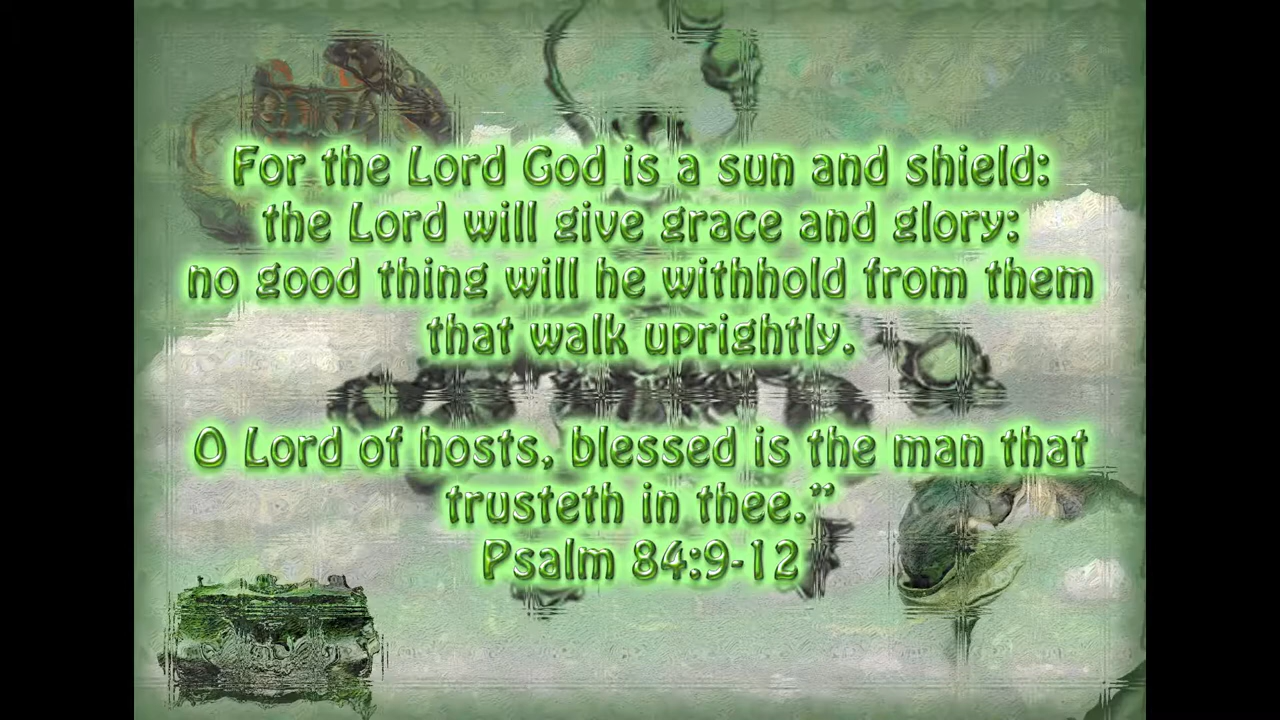 For the Lord God is a sun and shield:
the Lord will give grace and glory:
no good thing will he withhold from them
that walk uprightly.
O Lord of hosts, blessed is the man that
trusteth in thee.”
Psalm 84:9-12